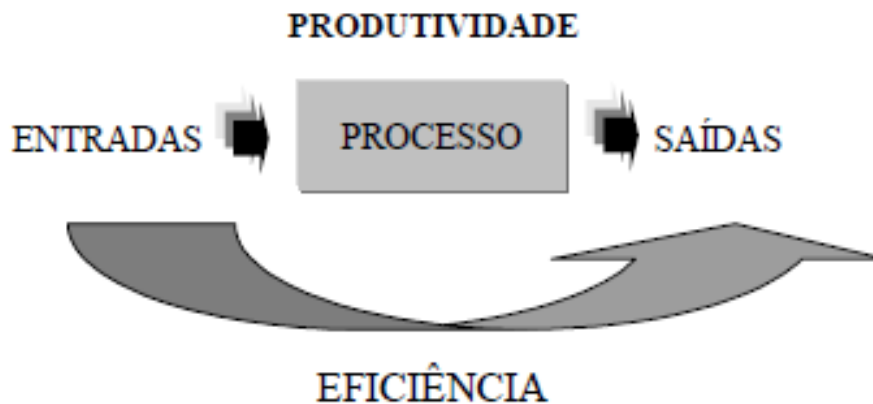 PRODUTIVIDADE
ENTRADAS PROCESSO SAÍDAS
EFICIÊNCIA